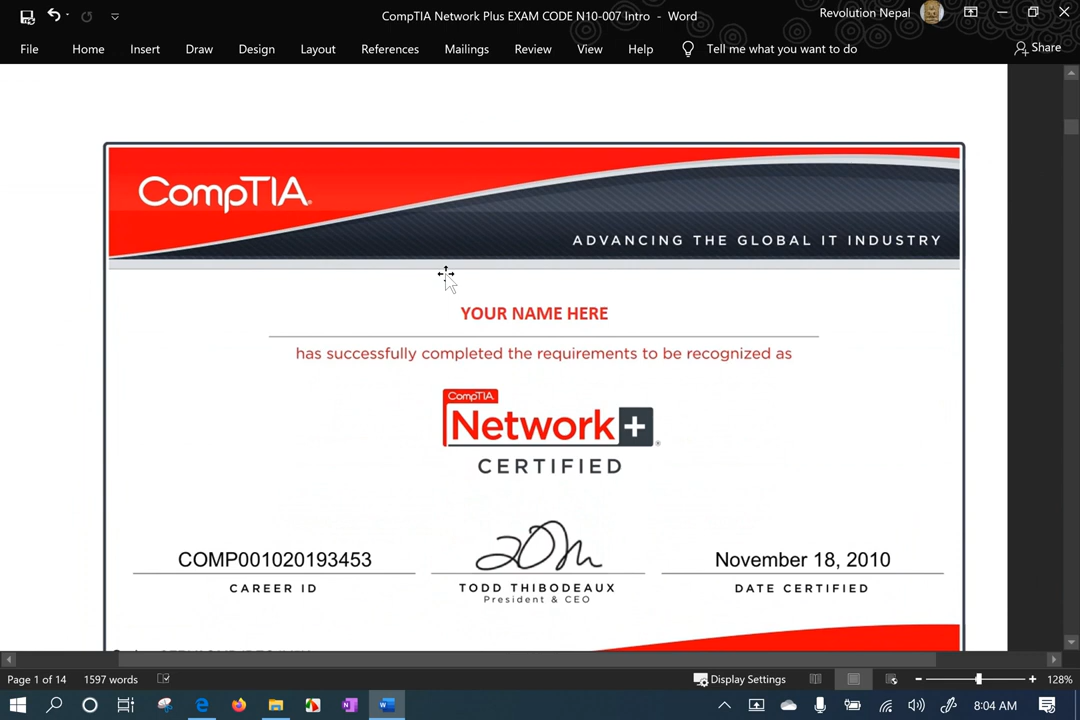 CompTIA Network Plus EXAM CODE N10-007 Intro - Word
Revolution Nepal
File Home Insert Draw Design Layout References Mailings Review View Help Tell me what you want to do Share
CompTIA
ADVANCING THE GLOBAL IT INDUSTRY
YOUR NAME HERE
has successfully completed the requirements to be recognized as
CompTIA
Network+
CERTIFIED
COMP001020193453
CAREER ID
TODD THIBODEAUX
President & CEO
November 18, 2010
DATE CERTIFIED
Page 1 of 14 1597 words Display Settings 128%
8:04 AM